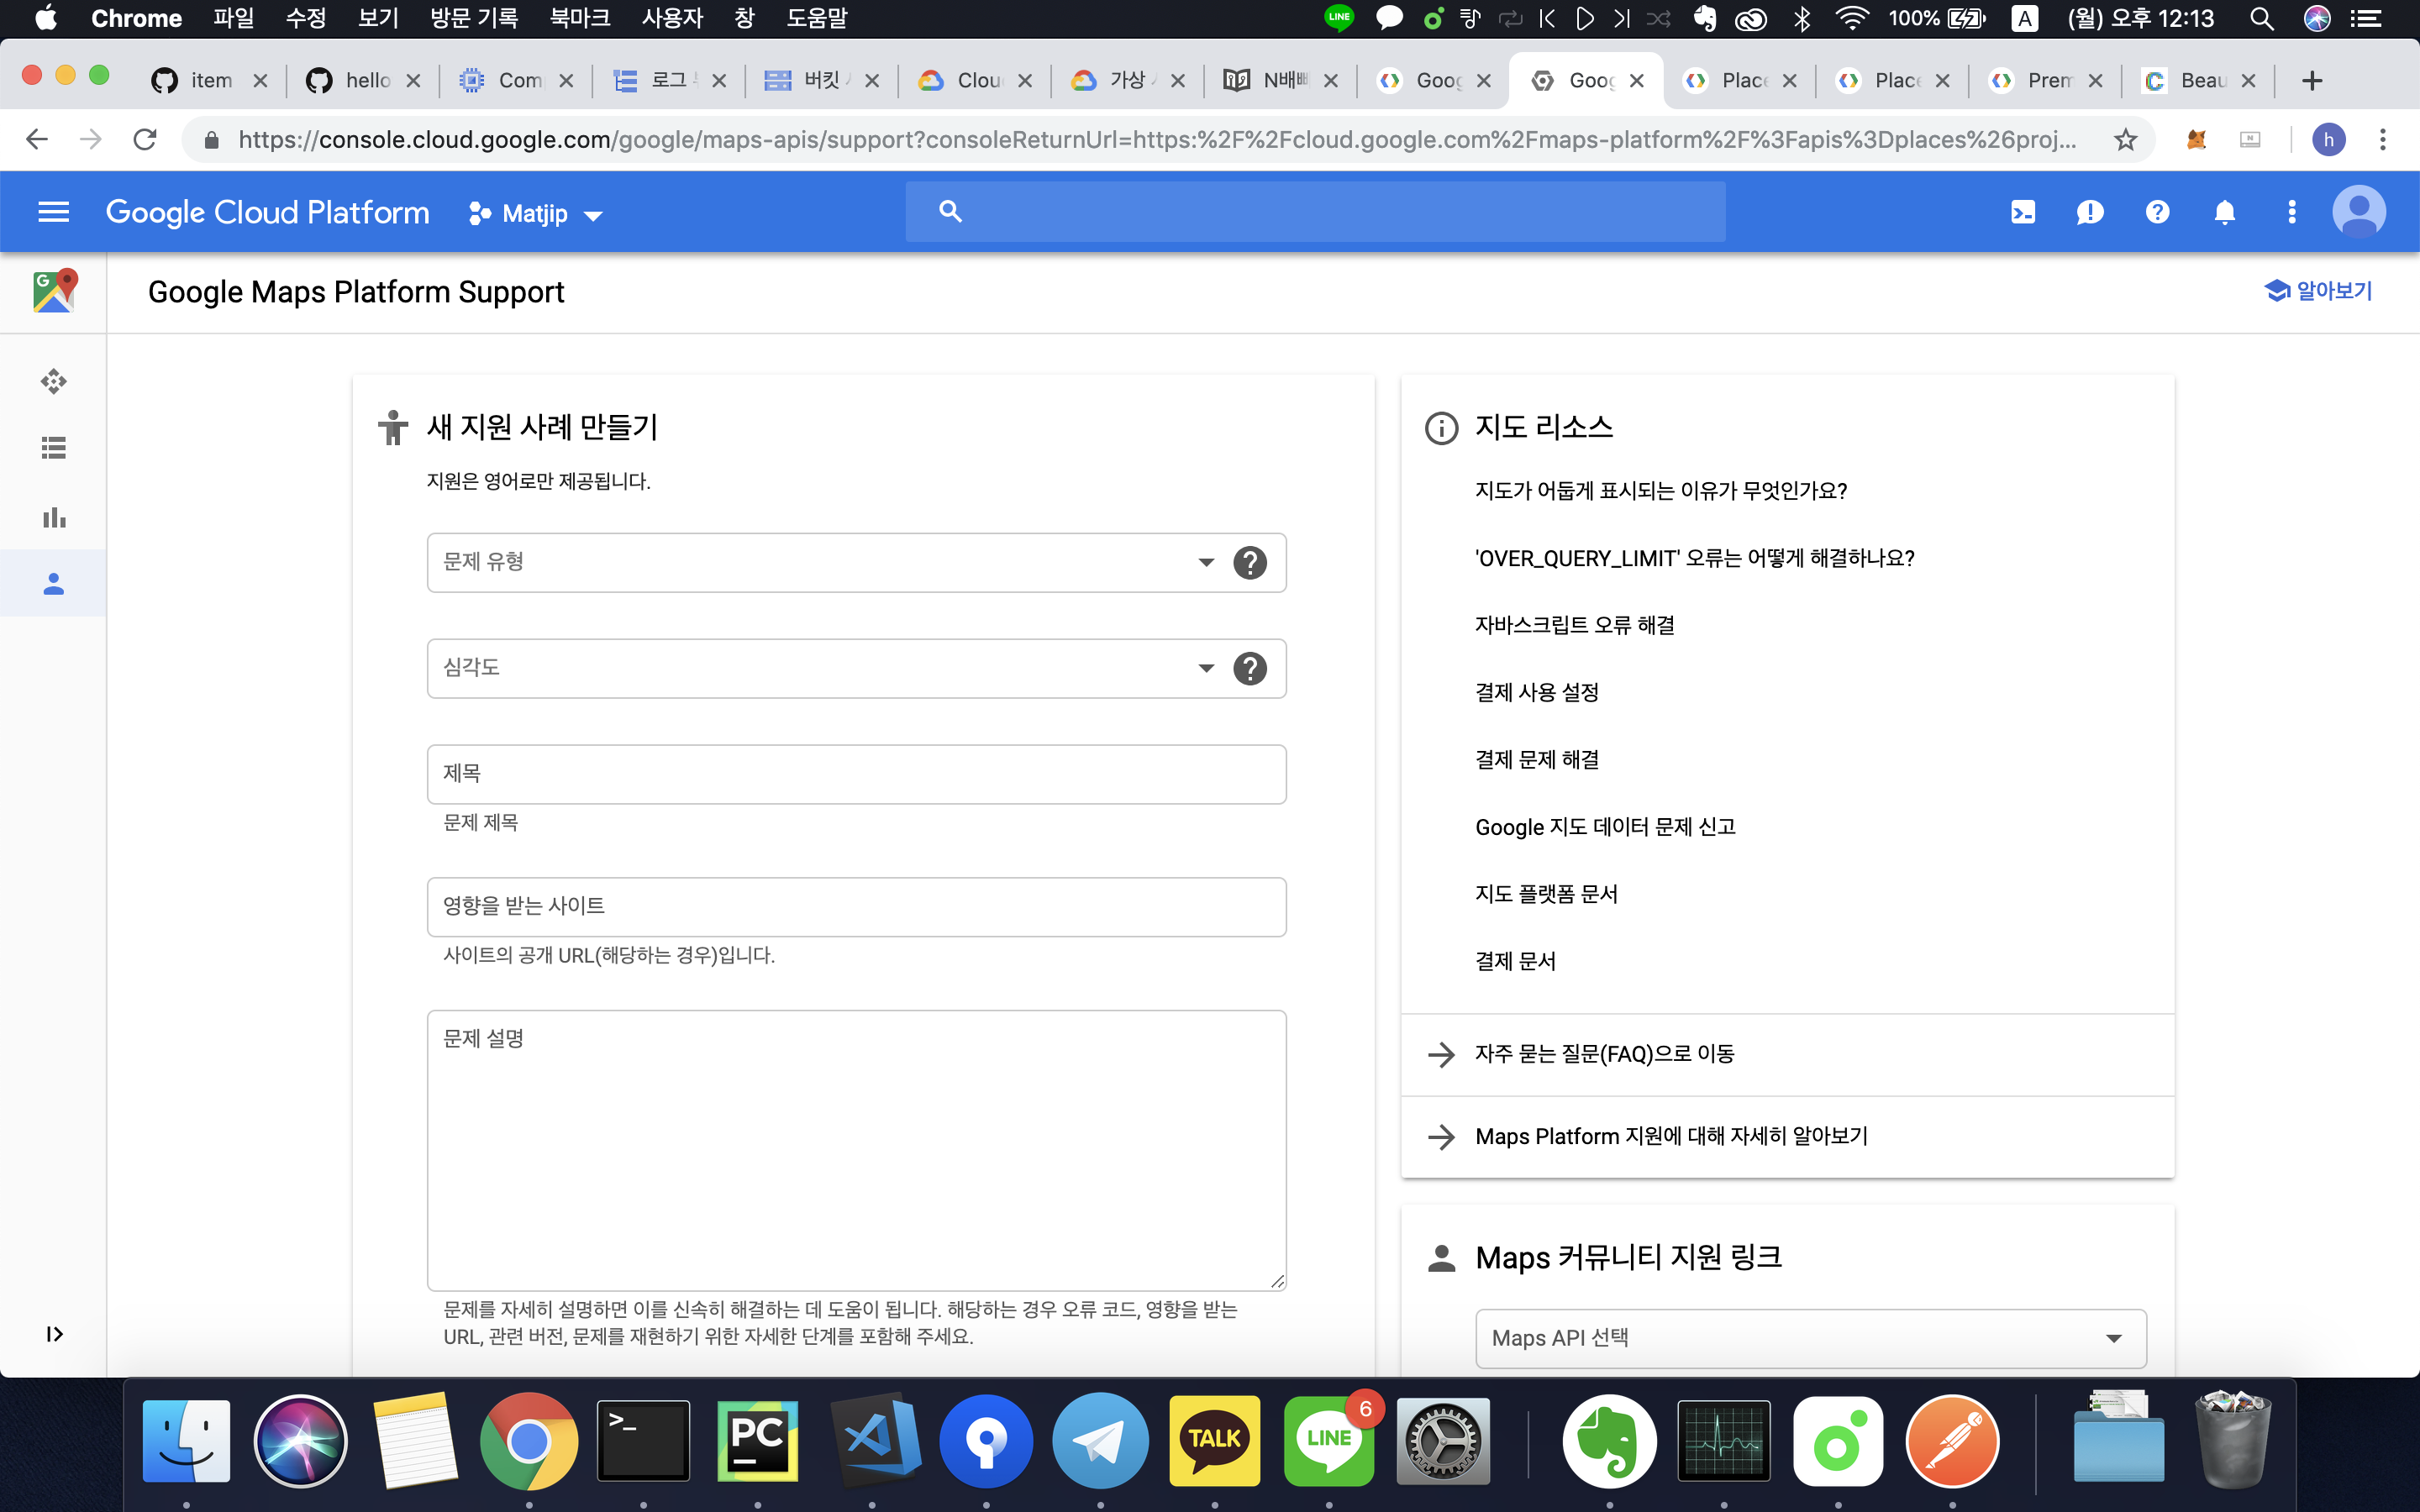 Chrome 파일 수정 보기 방문 기록 북마크 사용자 창 도움말 LINE 100% A (월) 오후 12:13
item hello Com 로그 버킷 Clou 가상 N배 Goog Goog Place Place Prem Beau
https://console.cloud.google.com/google/maps-apis/support?consoleReturnUrl=https:%2F%2Fcloud.google.com%2Fmaps-platform%2F%3Fapis%3Dplaces%26proj... h
Google Cloud Platform Matjip
Google Maps Platform Support 알아보기
새 지원 사례 만들기
지원은 영어로만 제공됩니다.
문제 유형
심각도
제목
문제 제목
영향을 받는 사이트
사이트의 공개 URL(해당하는 경우)입니다.
문제 설명
문제를 자세히 설명하면 이를 신속히 해결하는 데 도움이 됩니다. 해당하는 경우 오류 코드, 영향을 받는
URL, 관련 버전, 문제를 재현하기 위한 자세한 단계를 포함해 주세요.
지도 리소스
지도가 어둡게 표시되는 이유가 무엇인가요?
'OVER_QUERY_LIMIT' 오류는 어떻게 해결하나요?
자바스크립트 오류 해결
결제 사용 설정
결제 문제 해결
Google 지도 데이터 문제 신고
지도 플랫폼 문서
결제 문서
자주 묻는 질문(FAQ)으로 이동
Maps Platform 지원에 대해 자세히 알아보기
Maps 커뮤니티 지원 링크
Maps API 선택
PC TALK LINE 6